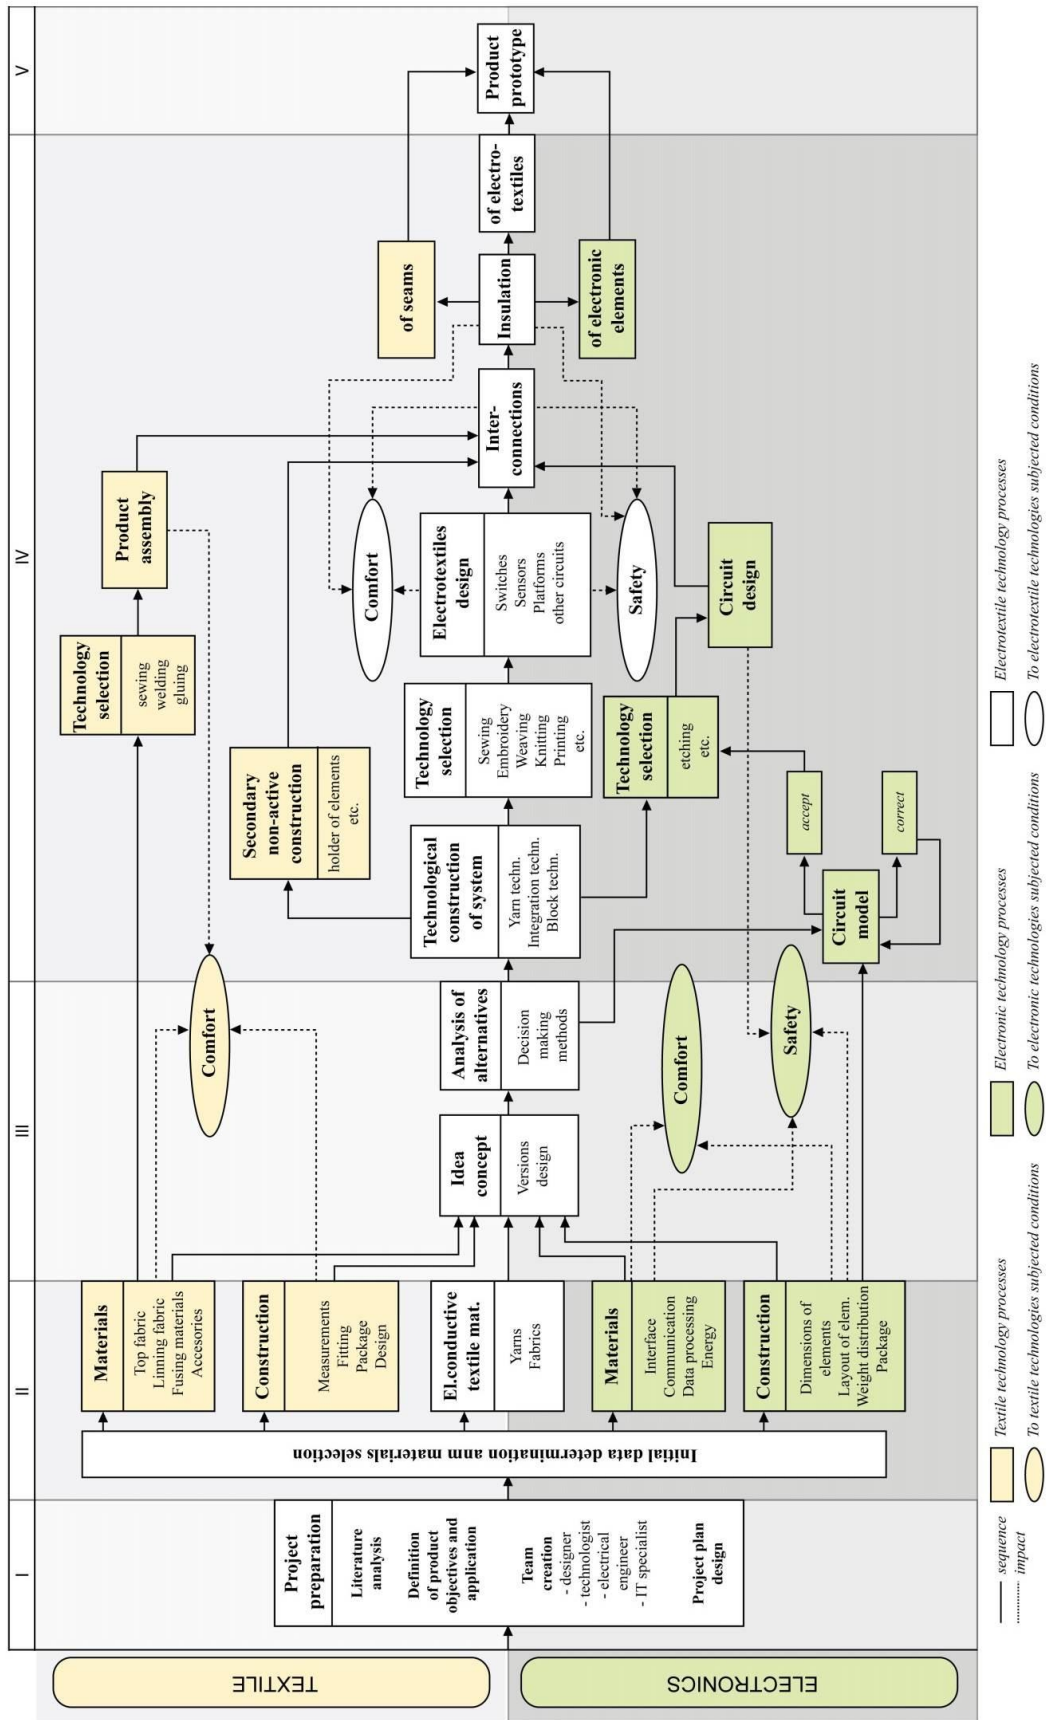 TEXTILE
ELECTRONICS
I
II
III
IV
V
Project
preparation
Literature
analysis
Definition
of product
objectives and
application
Team
creation
- designer
- technologist
- electrical
engineer
- IT specialist
Project plan
design
Initial data determination anm materials selection
Materials
Top fabric
Linning fabric
Fusing materials
Accesories
Construction
Measurements
Fitting
Package
Design
El.conductive
textile mat.
Yarns
Fabrics
Materials
Interface
Communication
Data processing
Energy
Construction
Dimensions of
elements
Layout of elem.
Weight distribution
Package
Comfort
Idea
concept
Versions
design
Analysis of
alternatives
Decision
making
methods
Comfort
Safety
Technology
selection
sewing
welding
gluing
Product
assembly
Secondary
non-active
construction
holder of elements
etc.
Technological
construction
of system
Yarn techn.
Integration techn.
Block techn.
Technology
selection
Sewing
Embroidery
Weaving
Knitting
Printing
etc.
Comfort
Electrotextiles
design
Switches
Sensors
Platforms
other circuits
Safety
Technology
selection
etching
etc.
Circuit
design
Circuit
model
accept
correct
Inter-
connections
Insulation
of seams
of electronic
elements
of electro-
textiles
Product
prototype
sequence
impact
Textile technology processes
To textile technologies subjected conditions
Electronic technology processes
To electronic technologies subjected conditions
Electrotextile technology processes
To electrotextile technologies subjected conditions